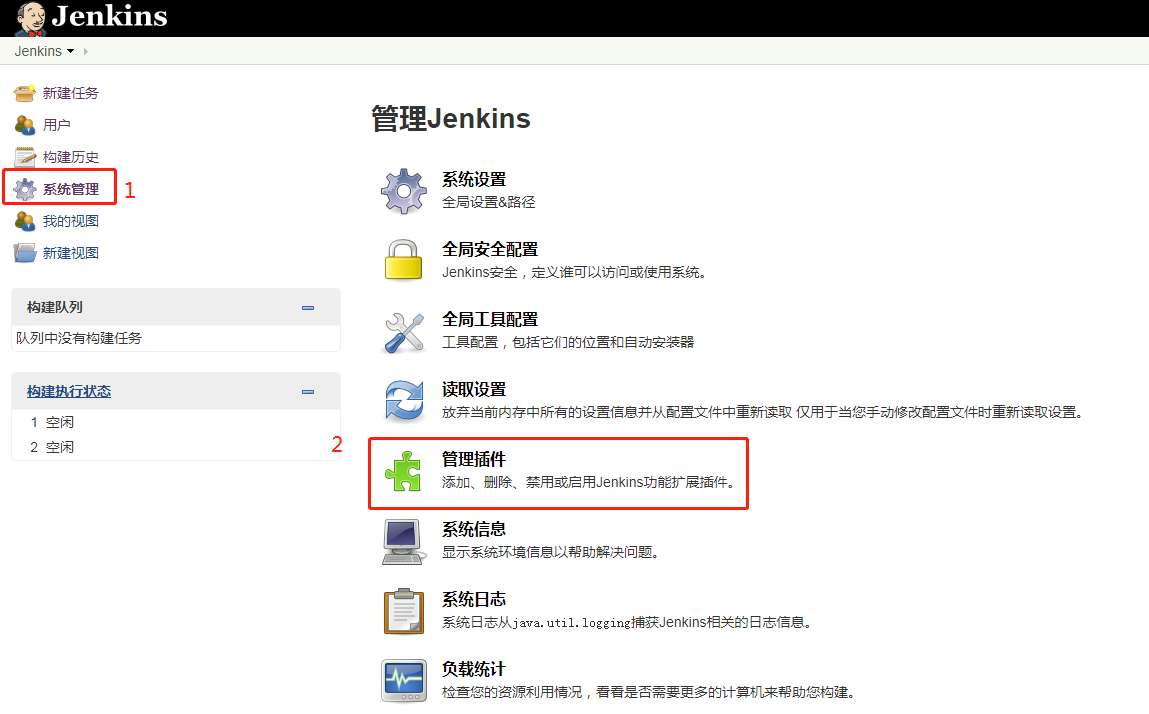 Jenkins
Jenkins
新建任务
用户
构建历史
系统管理 1
我的视图
新建视图
构建队列
队列中没有构建任务
构建执行状态
1 空闲
2 空闲
管理Jenkins
系统设置
全局设置&路径
全局安全配置
Jenkins安全，定义谁可以访问或使用系统。
全局工具配置
工具配置，包括它们的位置和自动安装器
读取设置
放弃当前内存中所有的设置信息并从配置文件中重新读取 仅用于当您手动修改配置文件时重新读取设置。
2
管理插件
添加、删除、禁用或启用Jenkins功能扩展插件。
系统信息
显示系统环境信息以帮助解决问题。
系统日志
系统日志从java.util.logging捕获Jenkins相关的日志信息。
负载统计
检查您的资源利用情况，看看是否需要更多的计算机来帮助您构建。